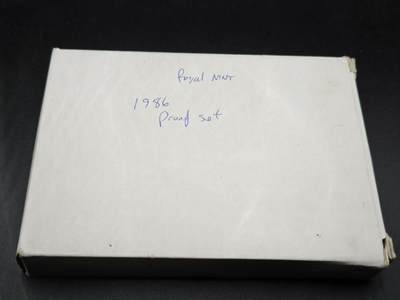 Royal MINT
1986
Proof set